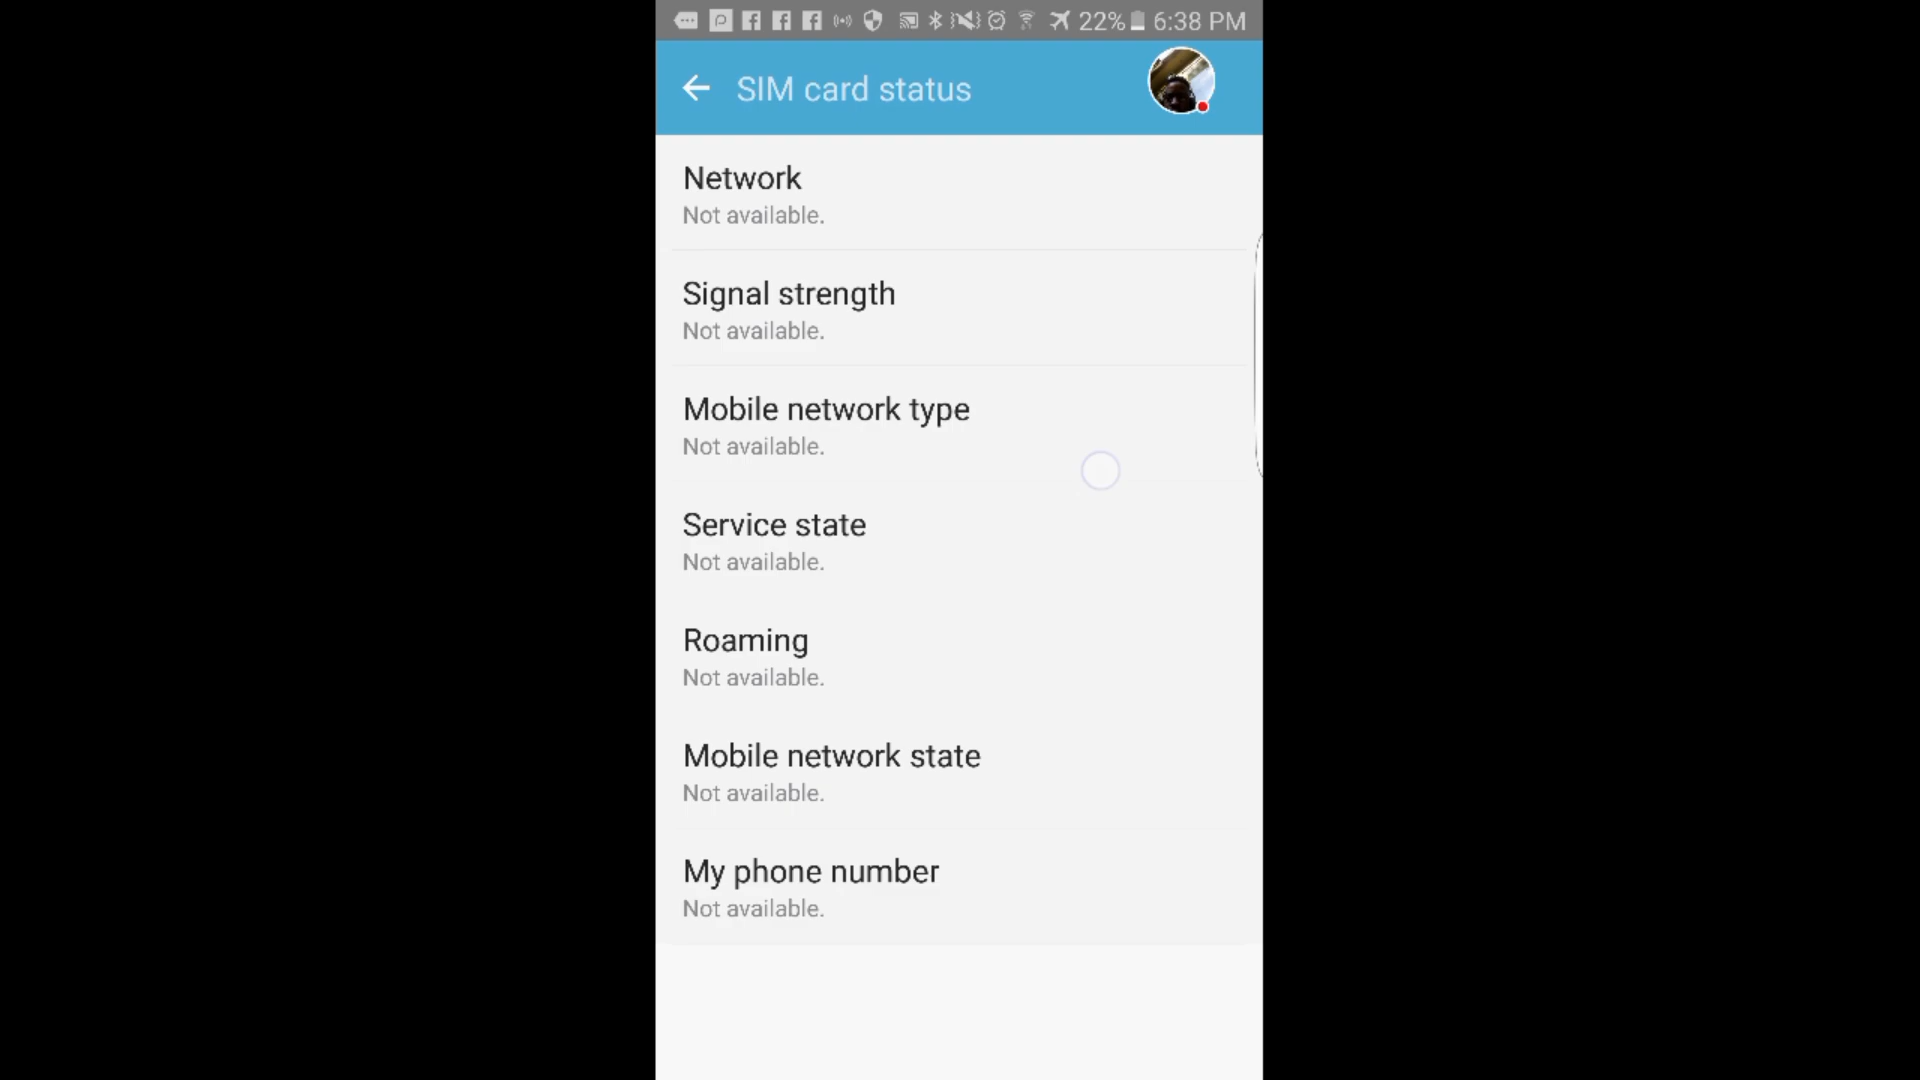 22% 6:38 PM
SIM card status
Network
Not available.
Signal strength
Not available.
Mobile network type
Not available.
Service state
Not available.
Roaming
Not available.
Mobile network state
Not available.
My phone number
Not available.